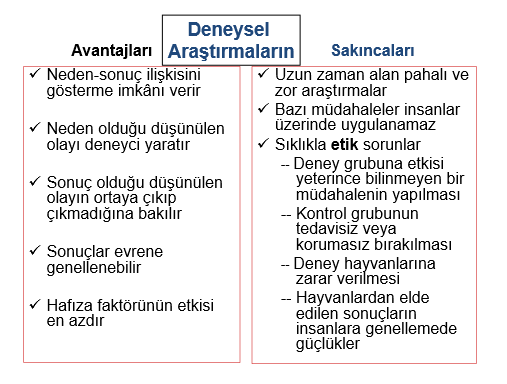 Deneysel
Araştırmaların
Avantajları
Sakıncaları
✓ Neden-sonuç ilişkisini
gösterme imkânı verir
✓ Neden olduğu düşünülen
olayı deneyci yaratır
✓ Sonuç olduğu düşünülen
olayın ortaya çıkıp
çıkmadığına bakılır
✓ Sonuçlar evrene
genellenebilir
✓ Hafıza faktörünün etkisi
en azdır
✓ Uzun zaman alan pahalı ve
zor araştırmalar
✓ Bazı müdahaleler insanlar
üzerinde uygulanamaz
✓ Sıklıkla etik sorunlar
-- Deney grubuna etkisi
yeterince bilinmeyen bir
müdahalenin yapılması
-- Kontrol grubunun
tedavisiz veya
korumasız bırakılması
-- Deney hayvanlarına
zarar verilmesi
-- Hayvanlardan elde
edilen sonuçların
insanlara genellemede
güçlükler